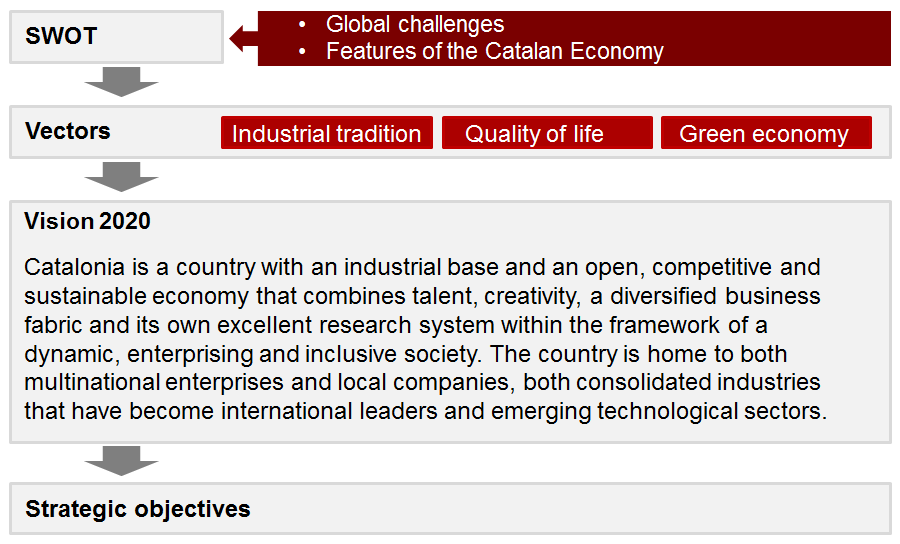 SWOT
• Global challenges
• Features of the Catalan Economy
Vectors
Industrial tradition
Quality of life
Green economy
Vision 2020
Catalonia is a country with an industrial base and an open, competitive and
sustainable economy that combines talent, creativity, a diversified business
fabric and its own excellent research system within the framework of a
dynamic, enterprising and inclusive society. The country is home to both
multinational enterprises and local companies, both consolidated industries
that have become international leaders and emerging technological sectors.
Strategic objectives